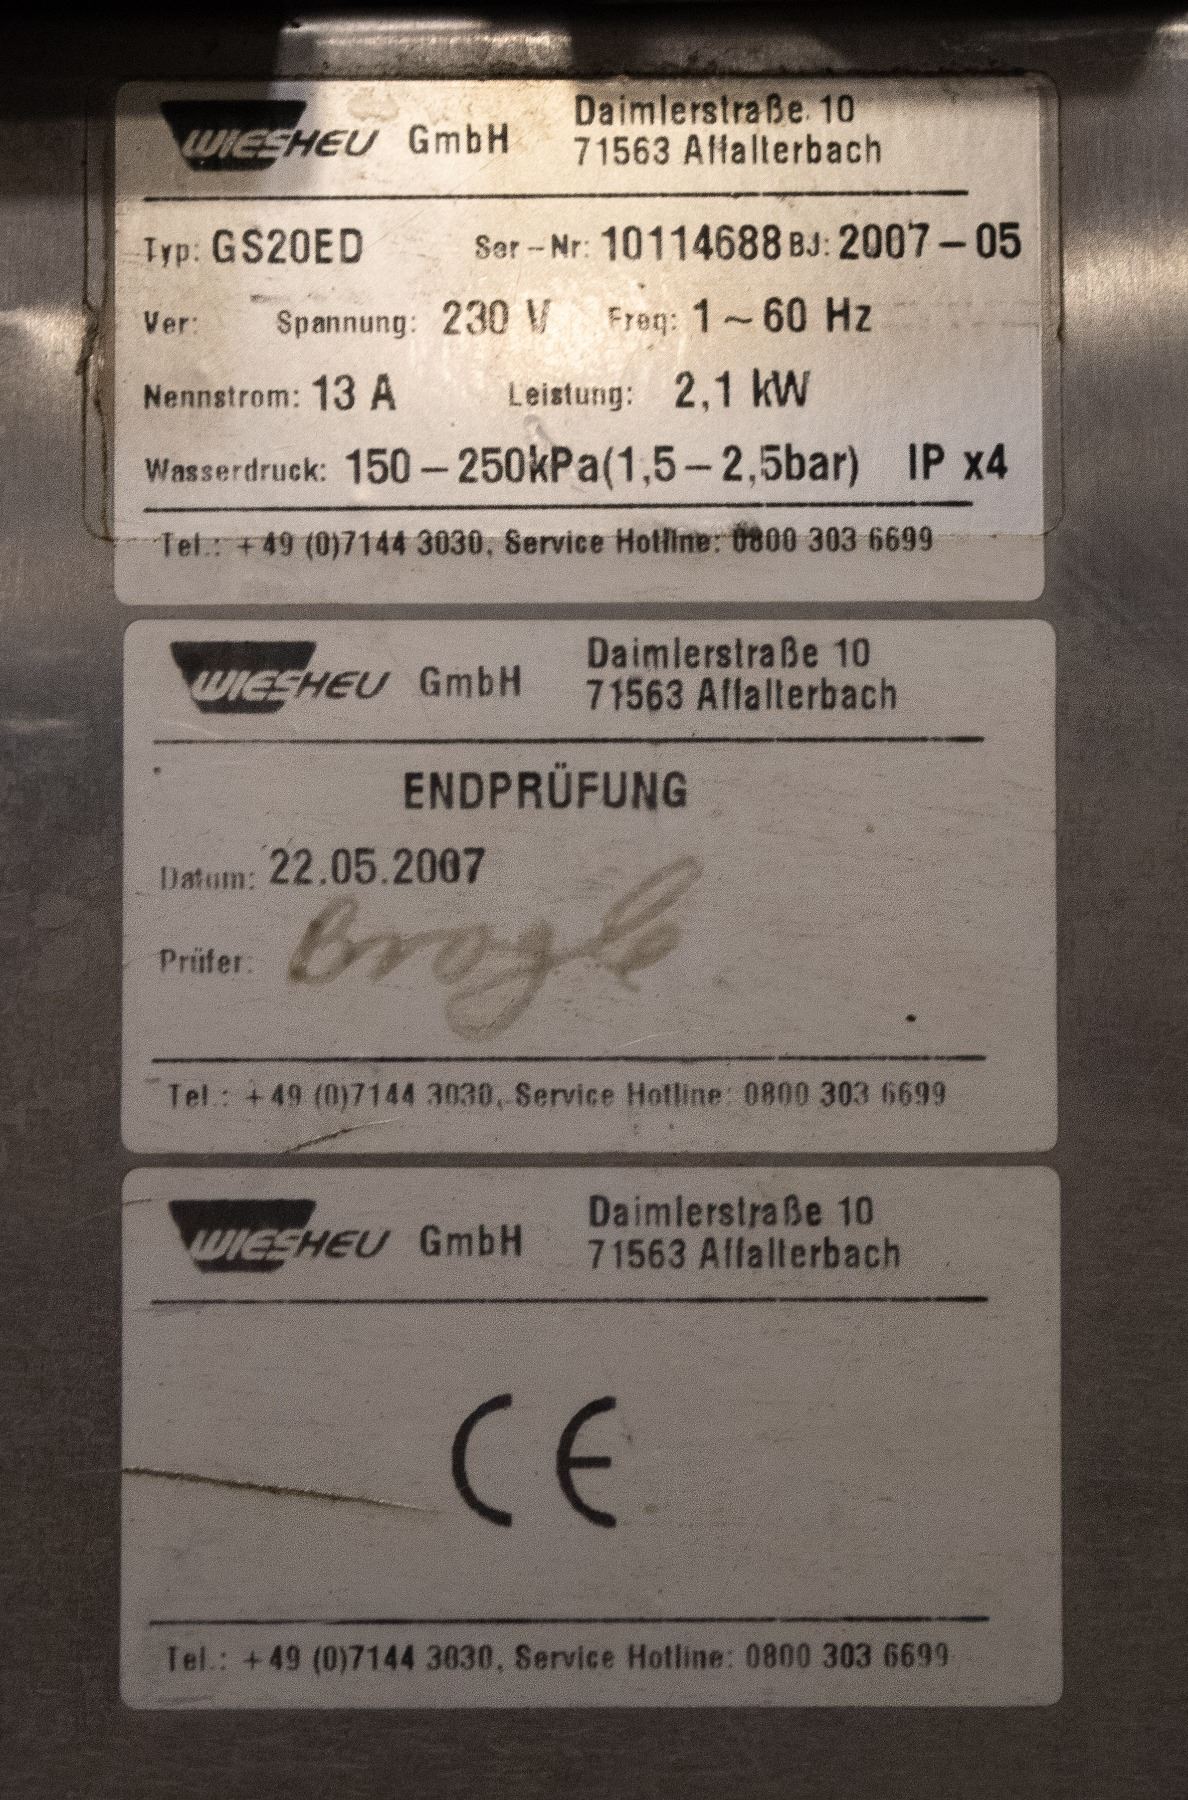 WIESHEU GmbH Daimlerstraße 10
71563 Affalterbach
Typ: GS20ED Ser-Nr: 10114688 BJ: 2007-05
Ver: Spannung: 230 V Freq: 1~60 Hz
Nennstrom: 13 A Leistung: 2,1 kW
Wasserdruck: 150-250kPa(1,5-2,5bar) IP x4
Tel.: +49 (0)7144 3030, Service Hotline: 0800 303 6699
WIESHEU GmbH Daimlerstraße 10
71563 Affalterbach
ENDPRÜFUNG
Datum: 22.05.2007
Prüfer: Brogle
Tel.: +49 (0)7144 3030, Service Hotline: 0800 303 6699
WIESHEU GmbH Daimlerstraße 10
71563 Affalterbach
CE
Tel.: +49 (0)7144 3030, Service Hotline: 0800 303 6699